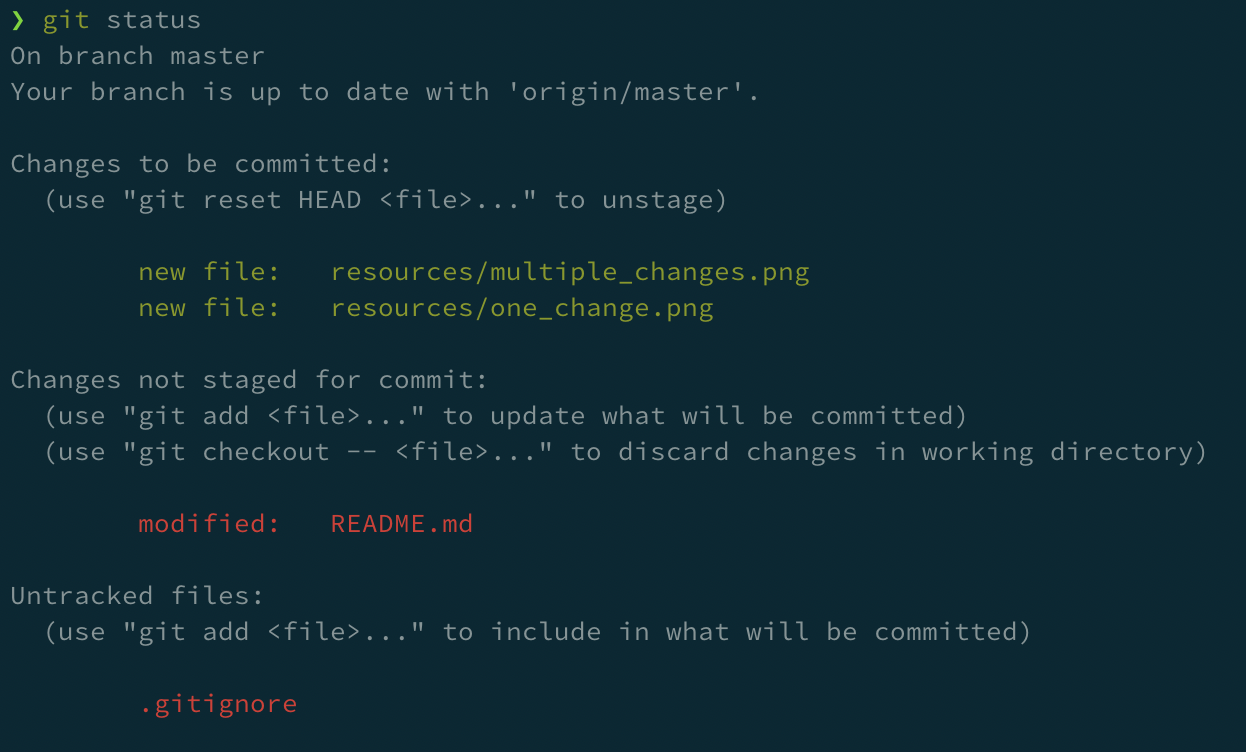 ❯ git status
On branch master
Your branch is up to date with 'origin/master'.

Changes to be committed:
  (use "git reset HEAD <file>..." to unstage)

        new file:   resources/multiple_changes.png
        new file:   resources/one_change.png

Changes not staged for commit:
  (use "git add <file>..." to update what will be committed)
  (use "git checkout -- <file>..." to discard changes in working directory)

        modified:   README.md

Untracked files:
  (use "git add <file>..." to include in what will be committed)

        .gitignore